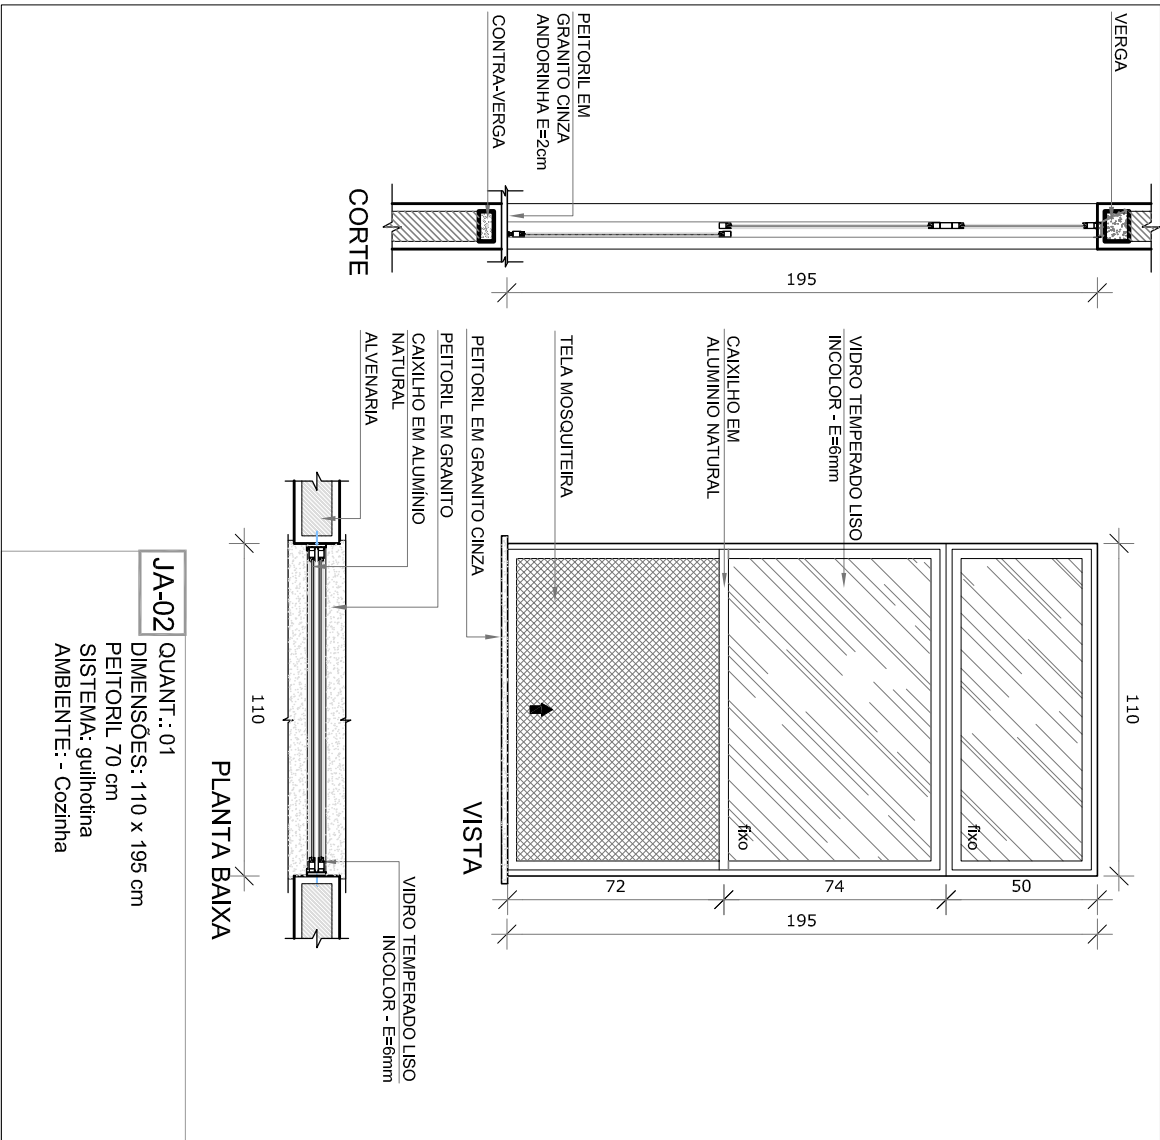 VERGA
PEITORIL EM
GRANITO CINZA
ANDORINHA E=2cm
CONTRA-VERGA
CORTE
195
VIDRO TEMPERADO LISO
INCOLOR - E=6mm
CAIXILHO EM
ALUMINIO NATURAL
TELA MOSQUITEIRA
PEITORIL EM GRANITO CINZA
PEITORIL EM GRANITO
CAIXILHO EM ALUMÍNIO
NATURAL
ALVENARIA
110
fixo
fixo
50
74
72
195
VISTA
110
VIDRO TEMPERADO LISO
INCOLOR - E=6mm
PLANTA BAIXA
JA-02
QUANT.: 01
DIMENSÕES: 110 x 195 cm
PEITORIL 70 cm
SISTEMA: guilhotina
AMBIENTE: - Cozinha